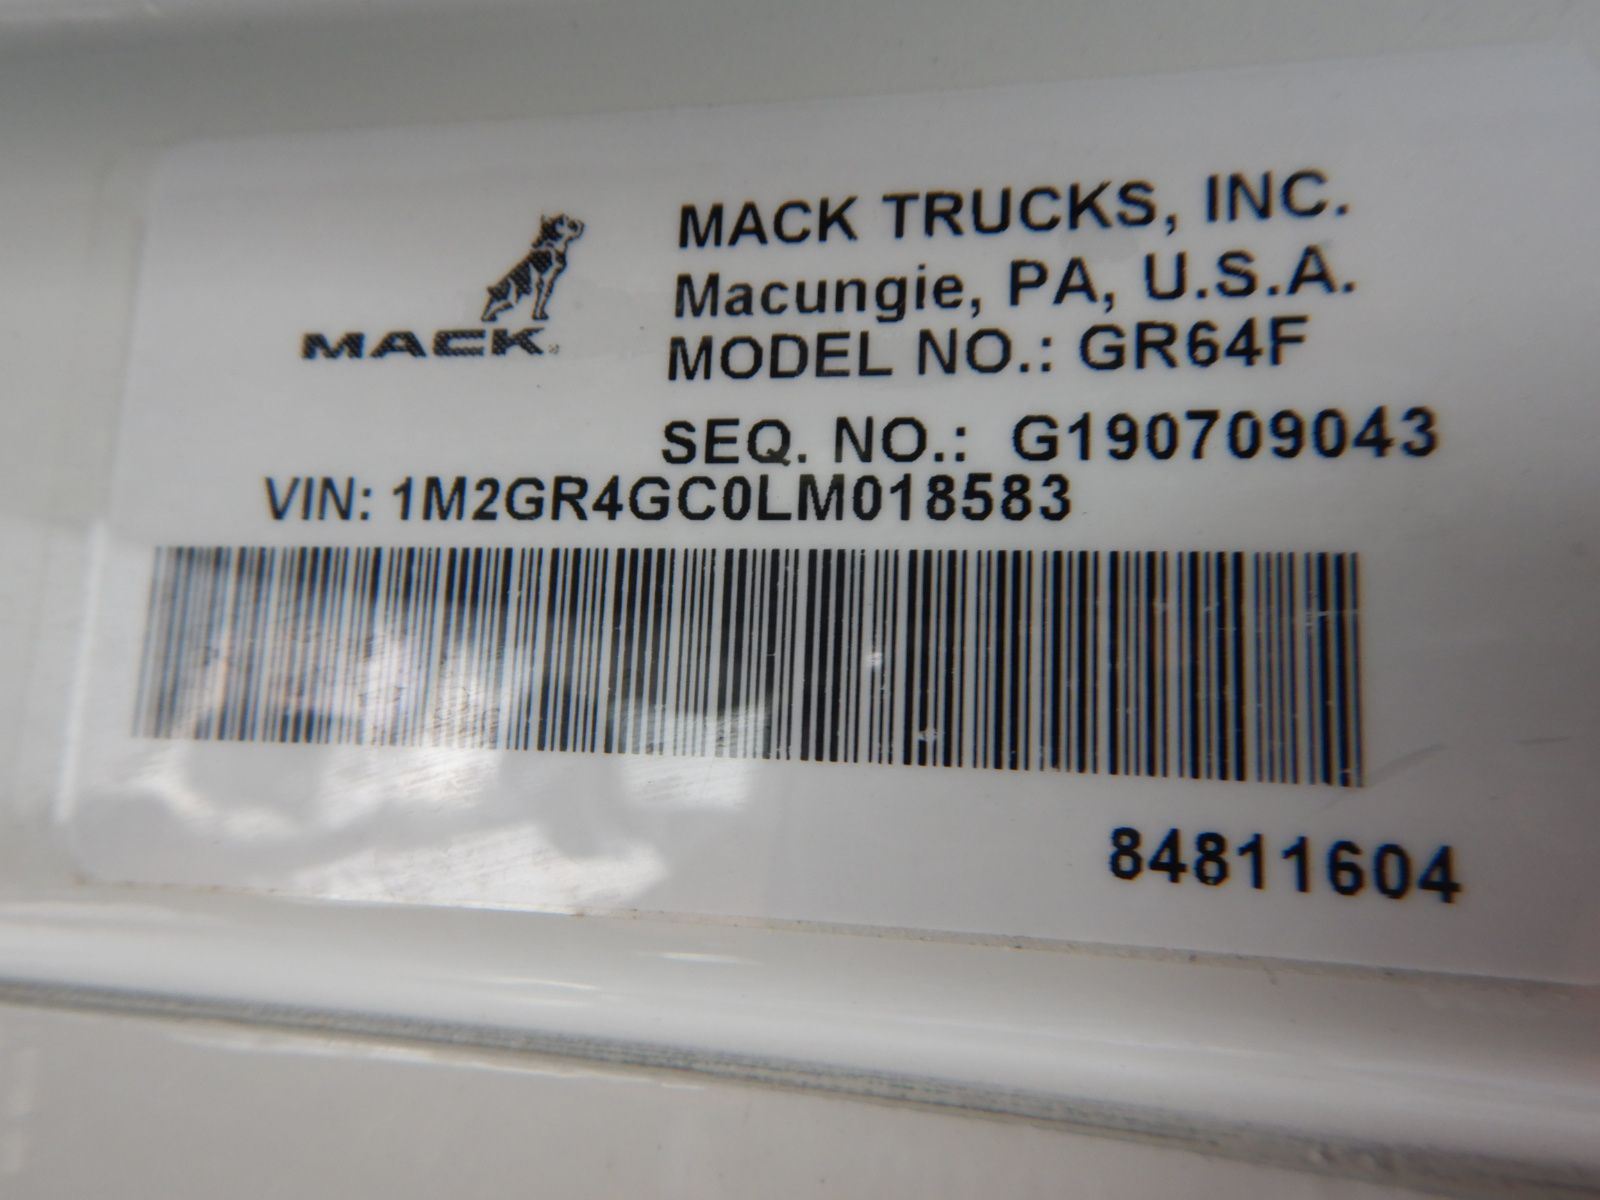 MACK TRUCKS, INC.
Macungie, PA, U.S.A.
MACK
MODEL NO.: GR64F
SEQ. NO.: G190709043
VIN: 1M2GR4GC0LM018583
84811604